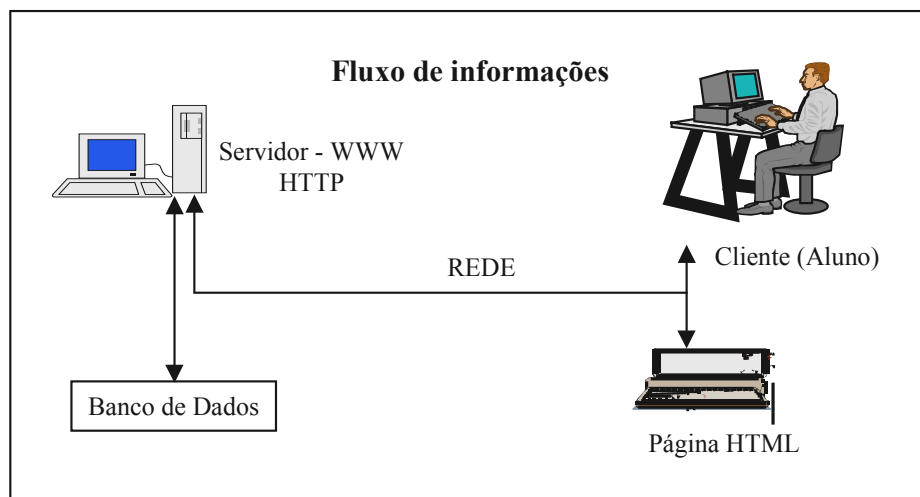 Fluxo de informações
Servidor - WWW
HTTP
REDE
Cliente (Aluno)
Banco de Dados
Página HTML